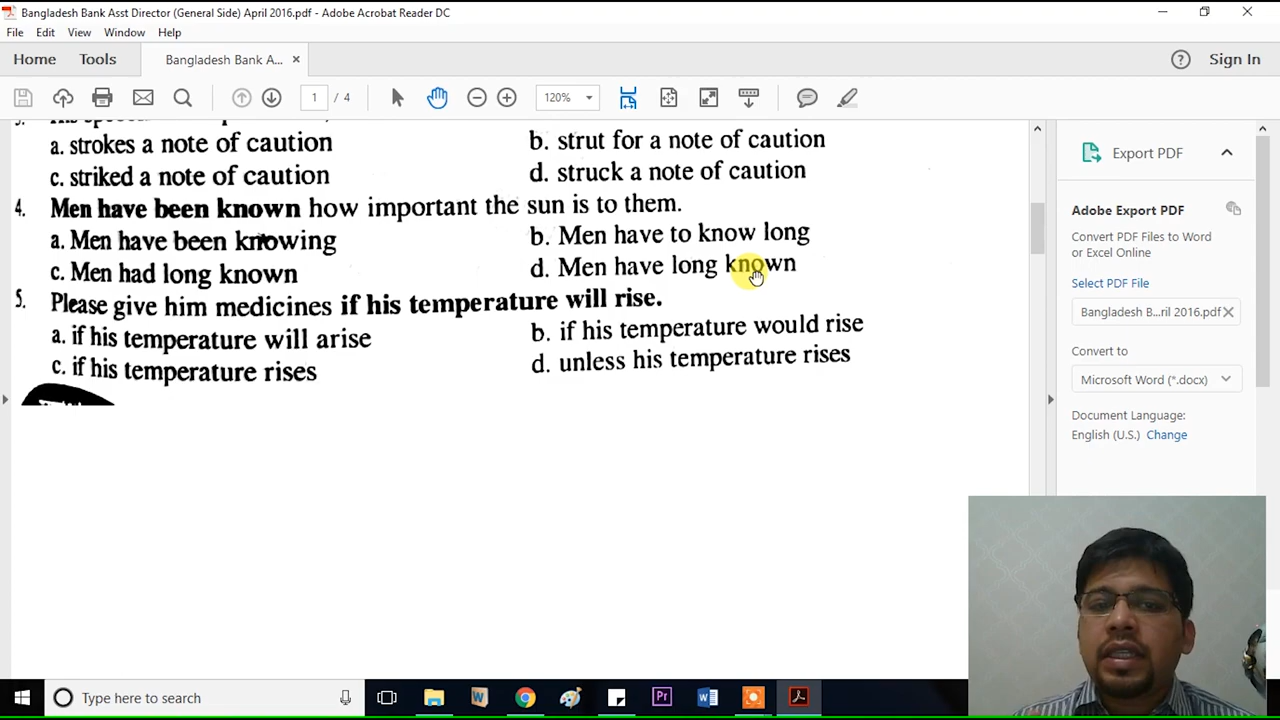 Bangladesh Bank Asst Director (General Side) April 2016.pdf - Adobe Acrobat Reader DC
File Edit View Window Help
Home Tools Bangladesh Bank A... × Sign In
1 / 4 120%
a. strokes a note of caution b. strut for a note of caution
c. striked a note of caution d. struck a note of caution
4. Men have been known how important the sun is to them.
a. Men have been knowing b. Men have to know long
c. Men had long known d. Men have long known
5. Please give him medicines if his temperature will rise.
a. if his temperature will arise b. if his temperature would rise
c. if his temperature rises d. unless his temperature rises
Export PDF
Adobe Export PDF
Convert PDF Files to Word
or Excel Online
Select PDF File
Bangladesh B...ril 2016.pdf
Convert to
Microsoft Word (*.docx)
Document Language:
English (U.S.) Change
Type here to search